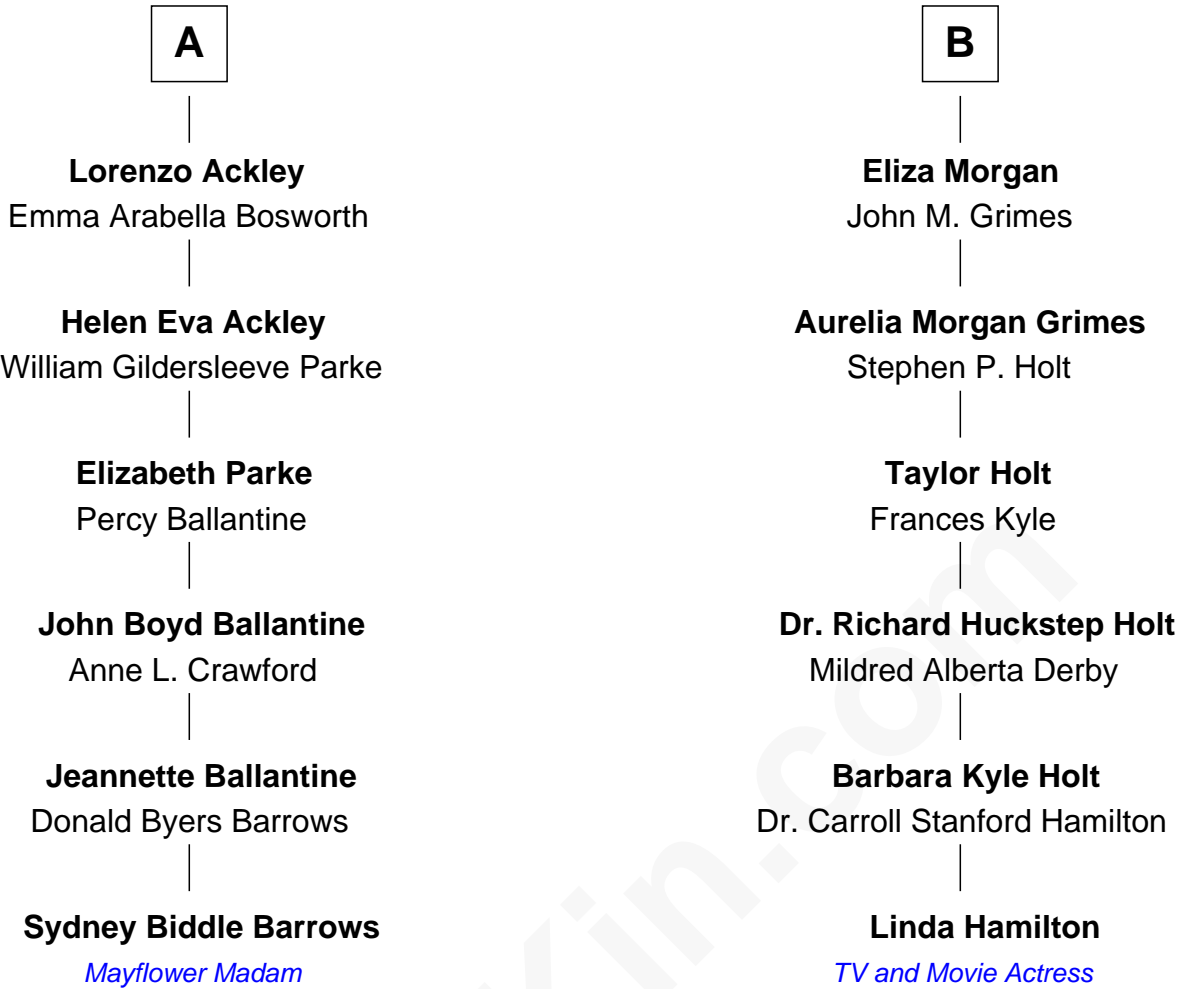 A
Lorenzo Ackley
Emma Arabella Bosworth
Helen Eva Ackley
William Gildersleeve Parke
Elizabeth Parke
Percy Ballantine
John Boyd Ballantine
Anne L. Crawford
Jeannette Ballantine
Donald Byers Barrows
Sydney Biddle Barrows
Mayflower Madam
B
Eliza Morgan
John M. Grimes
Aurelia Morgan Grimes
Stephen P. Holt
Taylor Holt
Frances Kyle
Dr. Richard Huckstep Holt
Mildred Alberta Derby
Barbara Kyle Holt
Dr. Carroll Stanford Hamilton
Linda Hamilton
TV and Movie Actress
Kin.com